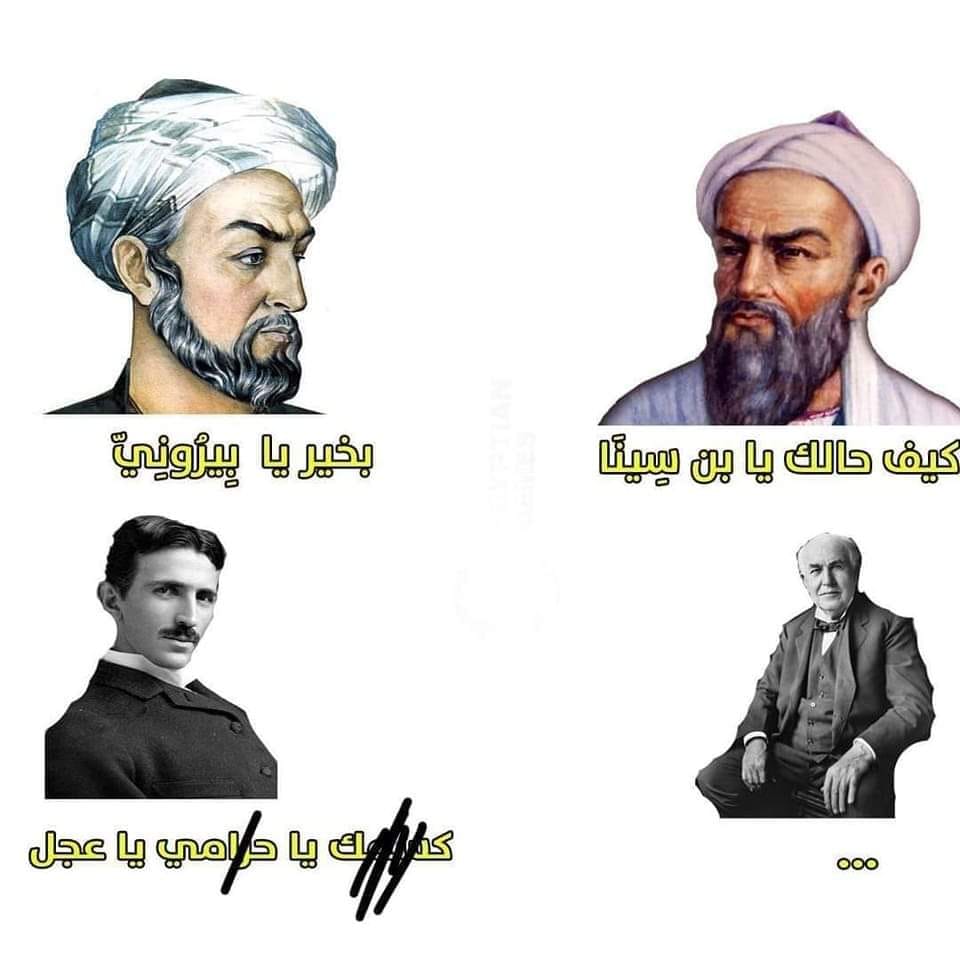 كيف حالك يا بن سِينَا
بخير يا بِيرُونِيّ
...
يا حرامي يا عجل